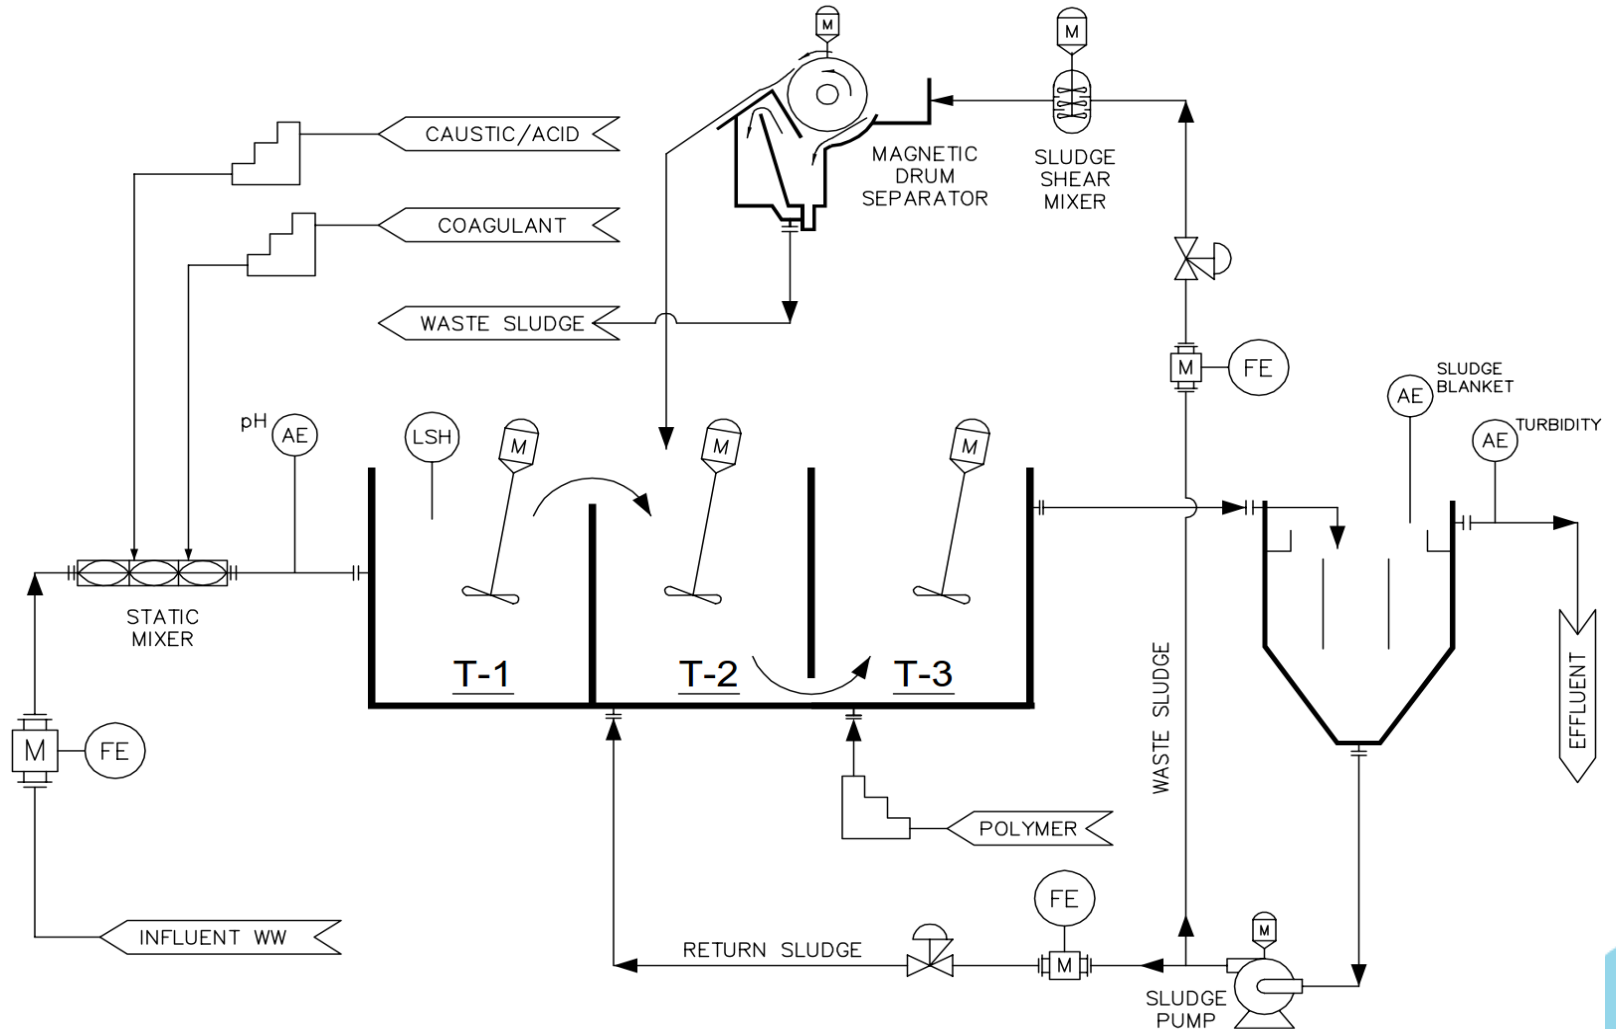 M
M
CAUSTIC/ACID
MAGNETIC
DRUM
SEPARATOR
SLUDGE
SHEAR
MIXER
COAGULANT
WASTE SLUDGE
M
FE
SLUDGE
BLANKET
AE
pH
AE
LSH
M
M
M
AE
TURBIDITY
STATIC
MIXER
T-1
T-2
T-3
WASTE SLUDGE
EFFLUENT
M
FE
POLYMER
FE
INFLUENT WW
RETURN SLUDGE
M
M
SLUDGE
PUMP